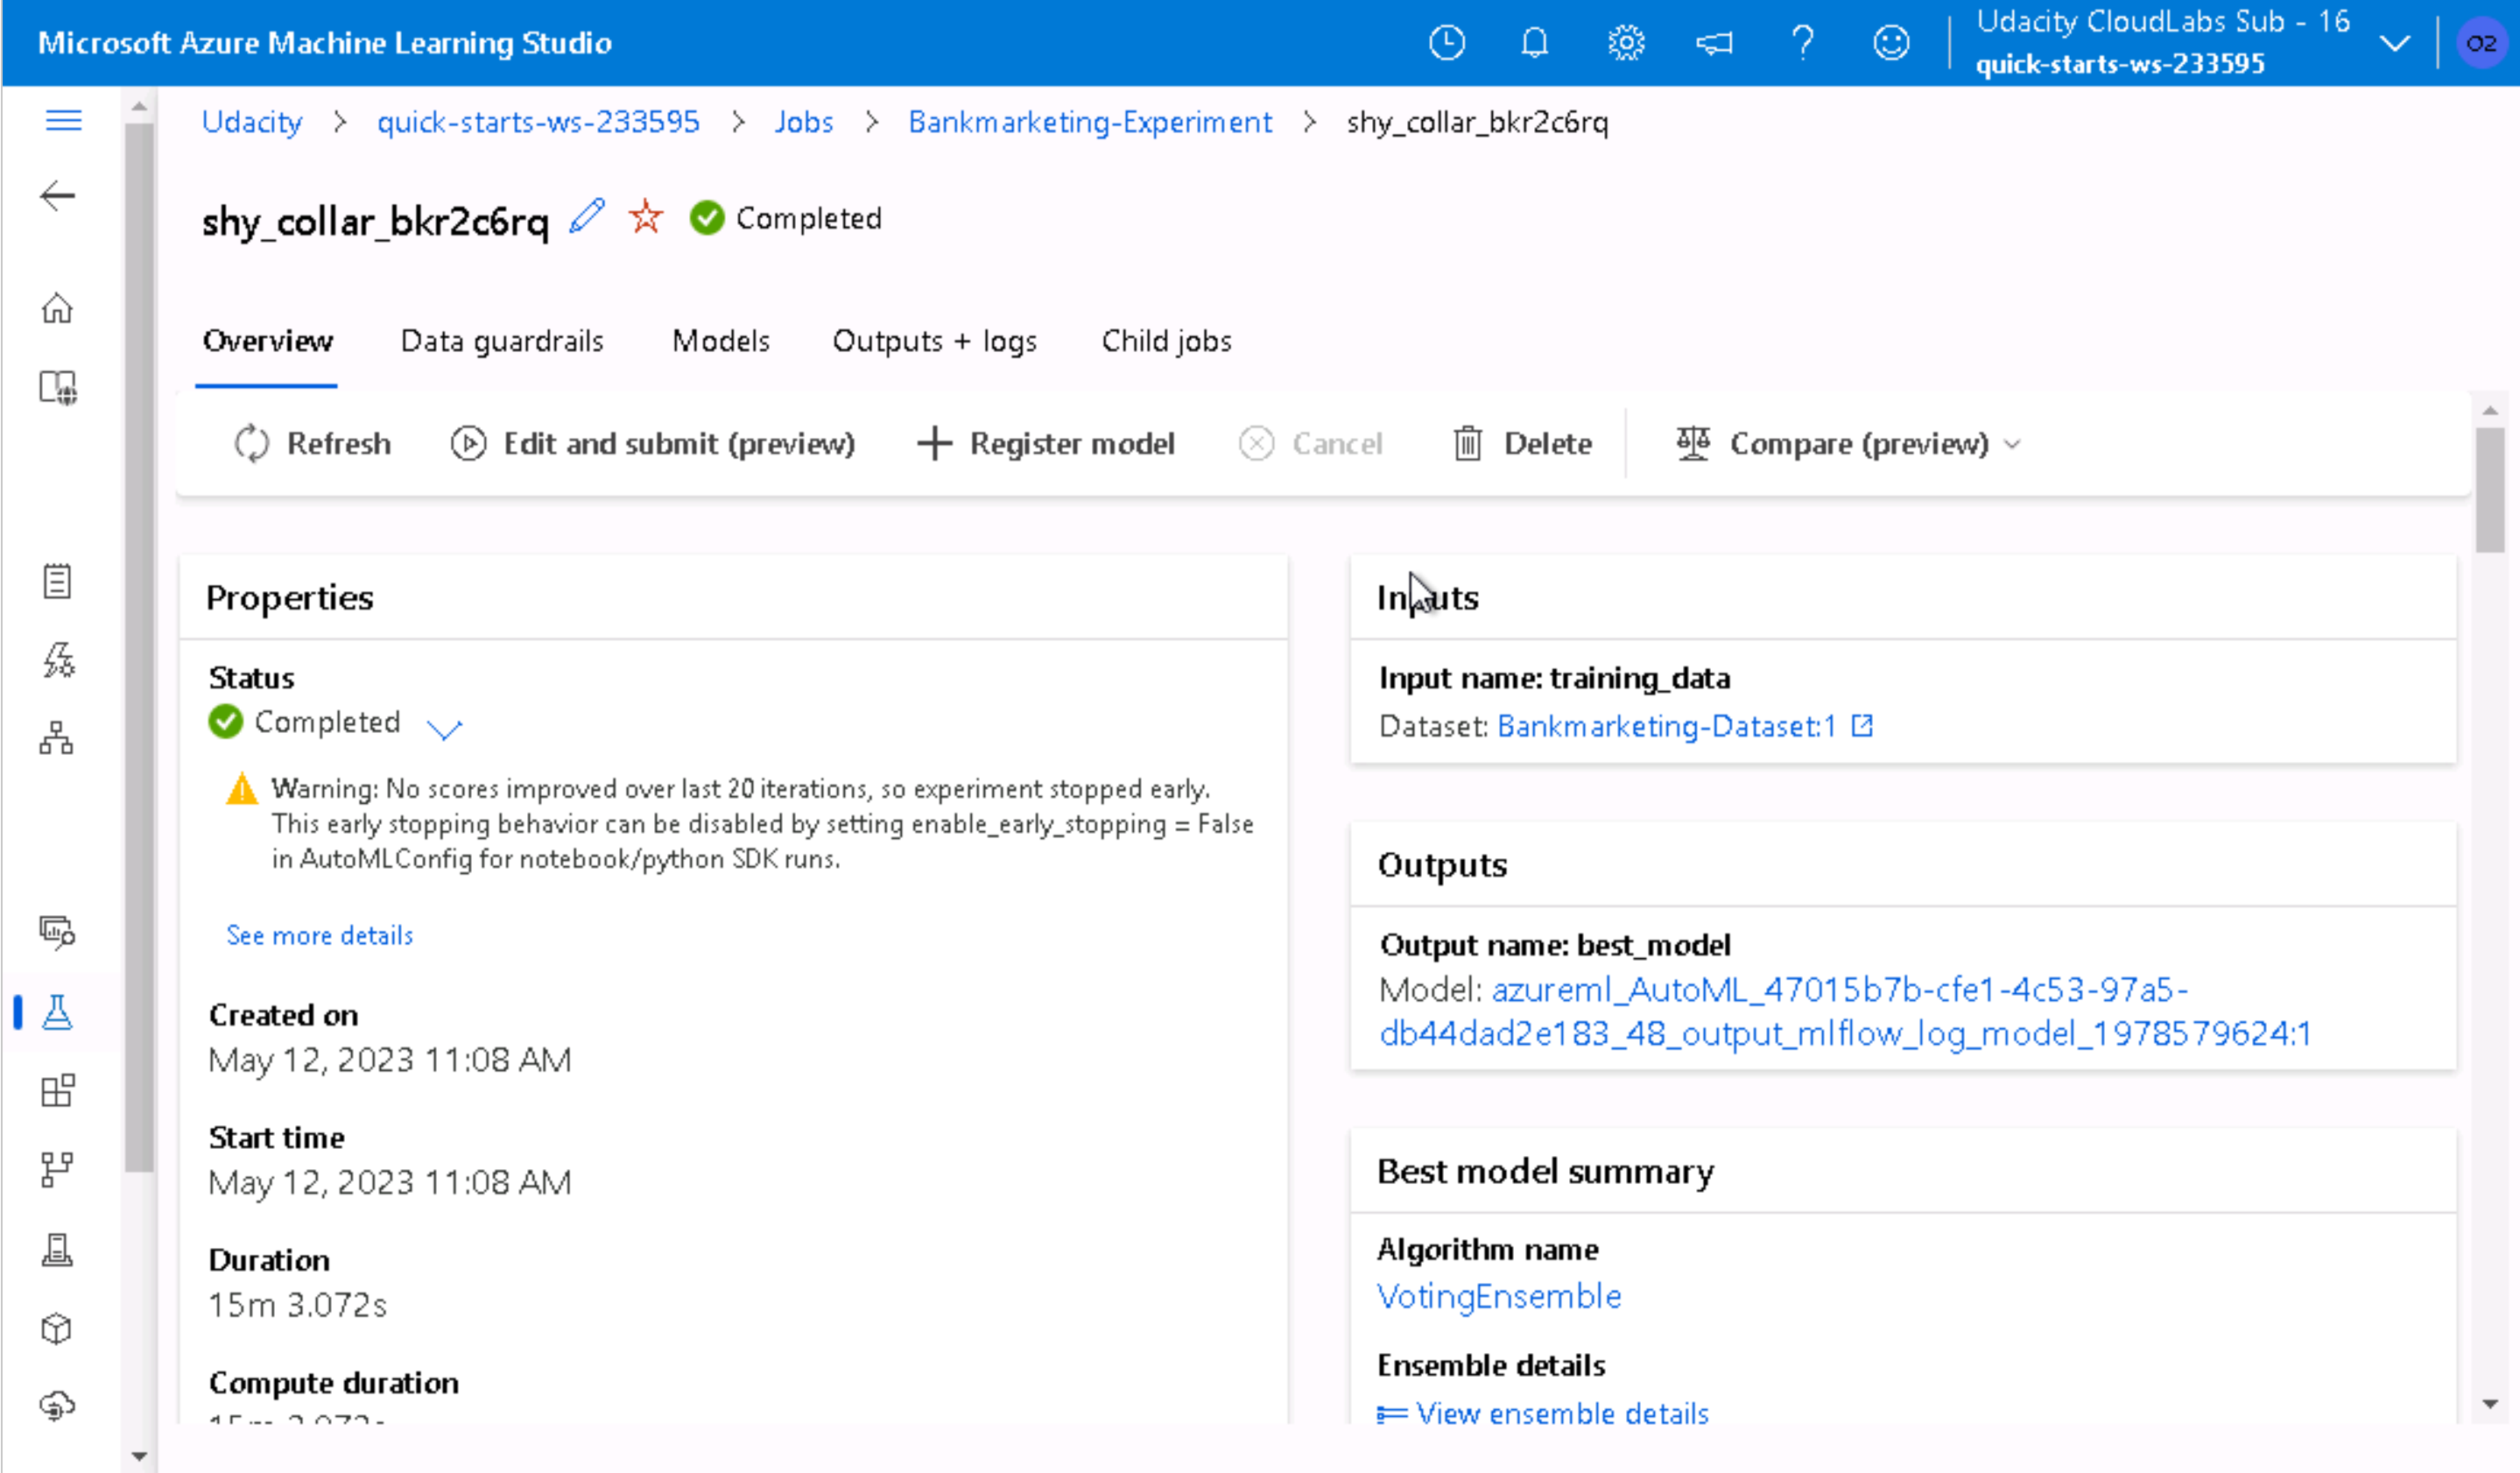 Microsoft Azure Machine Learning Studio
Udacity CloudLabs Sub - 16
quick-starts-ws-233595
O2
Udacity > quick-starts-ws-233595 > Jobs > Bankmarketing-Experiment > shy_collar_bkr2c6rq
shy_collar_bkr2c6rq Completed
Overview Data guardrails Models Outputs + logs Child jobs
Refresh Edit and submit (preview) Register model Cancel Delete Compare (preview)
Properties
Status
Completed
Warning: No scores improved over last 20 iterations, so experiment stopped early.
This early stopping behavior can be disabled by setting enable_early_stopping = False
in AutoMLConfig for notebook/python SDK runs.
See more details
Created on
May 12, 2023 11:08 AM
Start time
May 12, 2023 11:08 AM
Duration
15m 3.072s
Compute duration
15m 3.072s
Inputs
Input name: training_data
Dataset: Bankmarketing-Dataset:1
Outputs
Output name: best_model
Model: azureml_AutoML_47015b7b-cfe1-4c53-97a5-
db44dad2e183_48_output_mlflow_log_model_1978579624:1
Best model summary
Algorithm name
VotingEnsemble
Ensemble details
View ensemble details